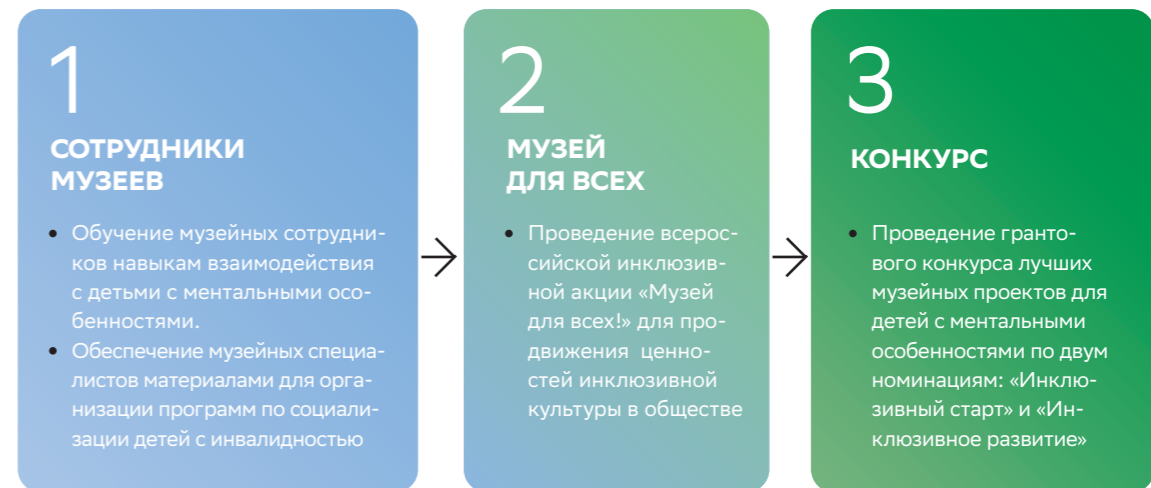 1
СОТРУДНИКИ
МУЗЕЕВ
• Обучение музейных сотрудни-
ков навыкам взаимодействия
с детьми с ментальными осо-
бенностями.
• Обеспечение музейных специа-
листов материалами для орга-
низации программ по социали-
зации детей с инвалидностью
2
МУЗЕЙ
ДЛЯ ВСЕХ
• Проведение всерос-
сийской инклюзив-
ной акции «Музей
для всех!» для про-
движения ценно-
стей инклюзивной
культуры в обществе
3
КОНКУРС
• Проведение гранто-
вого конкурса лучших
музейных проектов для
детей с ментальными
особенностями по двум
номинациям: «Инклю-
зивный старт» и «Ин-
клюзивное развитие»